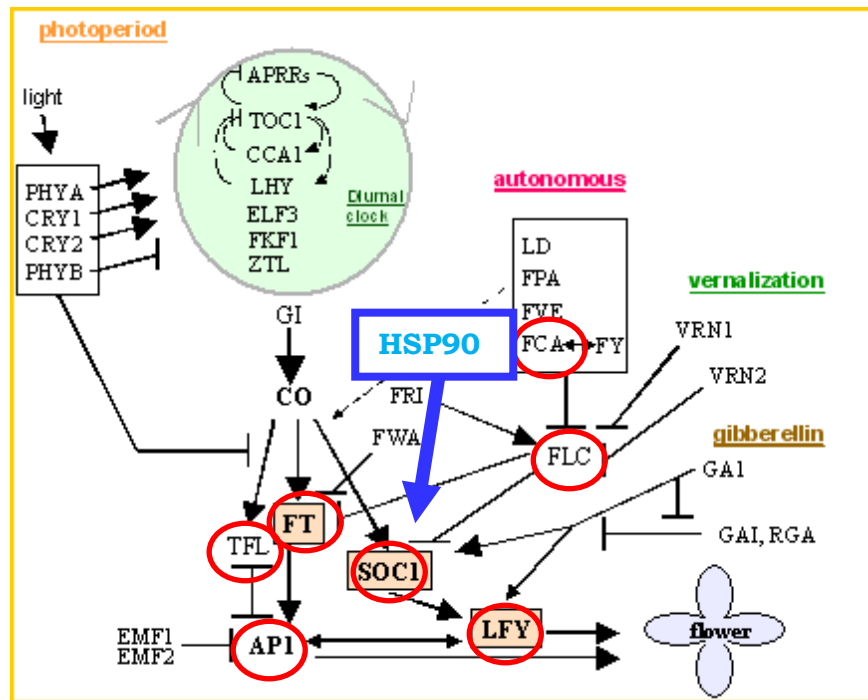 photoperiod
light
PHYA
CRY1
CRY2
PHYB
APRRs
TOC1
CCA1
LHY
ELF3
FKF1
ZTL
Diurnal
clock
GI
CO
autonomous
LD
FPA
FVE
FCA
FY
HSP90
vernalization
VRN1
VRN2
FRI
FWA
FLC
gibberellin
GA1
GAI, RGA
FT
TFL
SOC1
LFY
flower
EMF1
EMF2
AP1